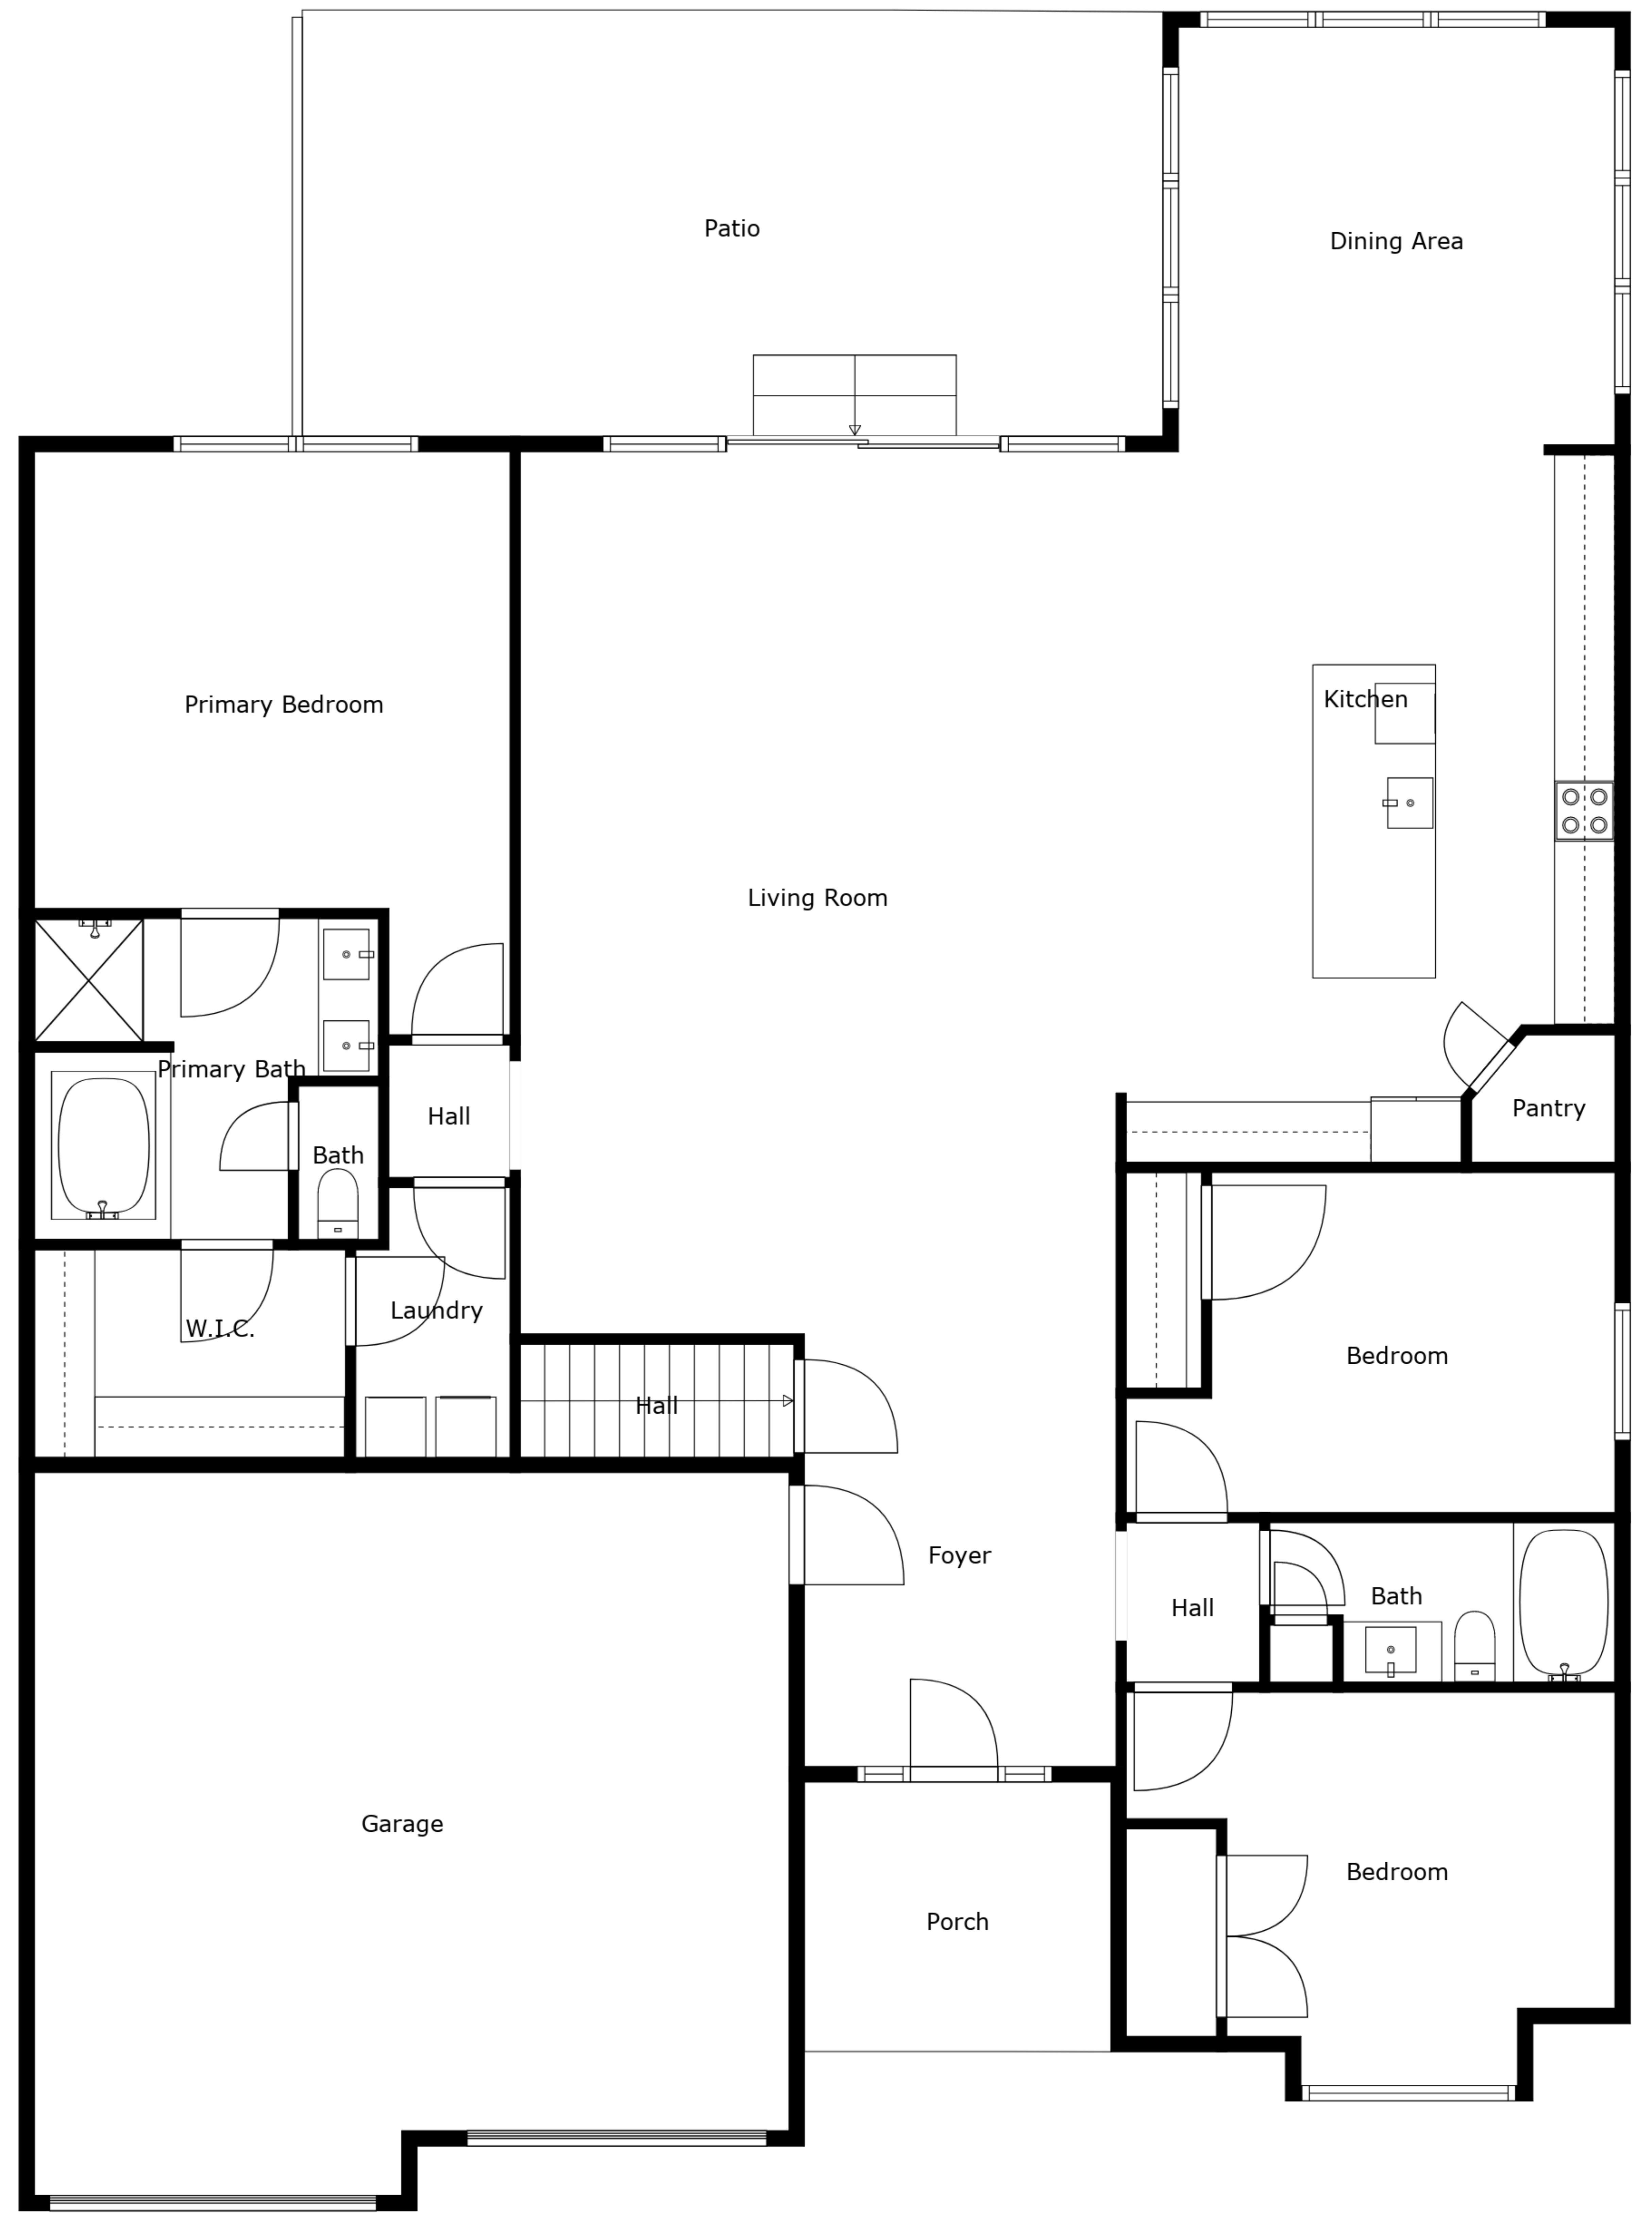 Patio
Dining Area
Primary Bedroom
Kitchen
Living Room
Primary Bath
Hall
Pantry
Bath
Laundry
W.I.C.
Bedroom
Hall
Foyer
Bath
Hall
Garage
Bedroom
Porch